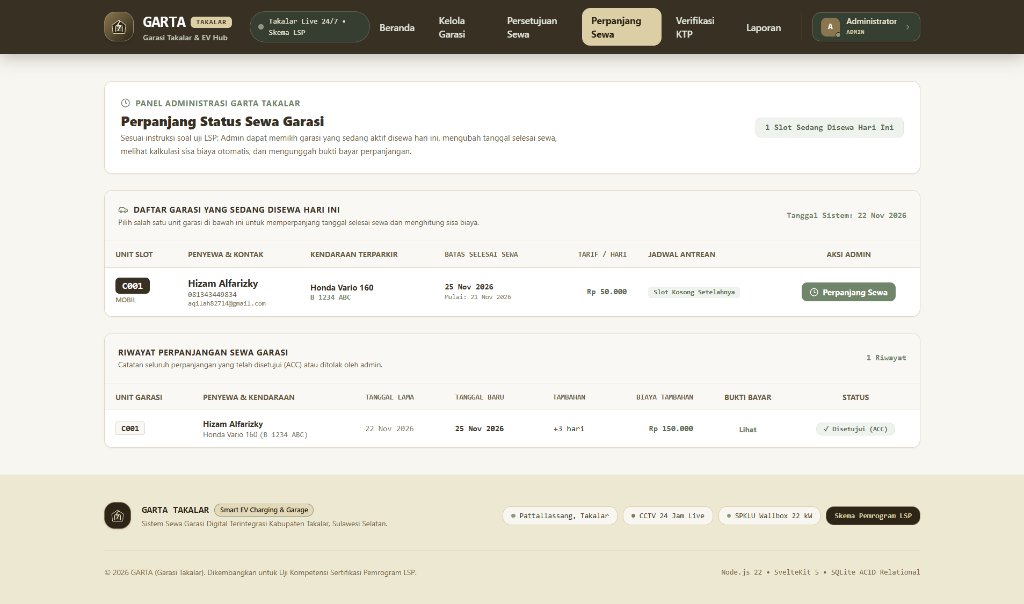 GARTA TAKALAR
Garasi Takalar & EV Hub
Takalar Live 24/7 •
Skema LSP
Beranda
Kelola
Garasi
Persetujuan
Sewa
Perpanjang
Sewa
Verifikasi
KTP
Laporan
A
Administrator
ADMIN
PANEL ADMINISTRASI GARTA TAKALAR
Perpanjang Status Sewa Garasi
Sesuai instruksi soal uji LSP: Admin dapat memilih garasi yang sedang aktif disewa hari ini, mengubah tanggal selesai sewa,
melihat kalkulasi sisa biaya otomatis, dan mengunggah bukti bayar perpanjangan.
1 Slot Sedang Disewa Hari Ini
DAFTAR GARASI YANG SEDANG DISEWA HARI INI
Pilih salah satu unit garasi di bawah ini untuk memperpanjang tanggal selesai sewa dan menghitung sisa biaya.
Tanggal Sistem: 22 Nov 2026
UNIT SLOT PENYEWA & KONTAK KENDARAAN TERPARKIR BATAS SELESAI SEWA TARIF / HARI JADWAL ANTREAN AKSI ADMIN
C001
MOBIL
Hizam Alfarizky
081343449834
aqilah82714@gmail.com
Honda Vario 160
B 1234 ABC
25 Nov 2026
Mulai: 21 Nov 2026
Rp 50.000
Slot Kosong Setelahnya
Perpanjang Sewa
RIWAYAT PERPANJANGAN SEWA GARASI
Catatan seluruh perpanjangan yang telah disetujui (ACC) atau ditolak oleh admin.
1 Riwayat
UNIT GARASI PENYEWA & KENDARAAN TANGGAL LAMA TANGGAL BARU TAMBAHAN BIAYA TAMBAHAN BUKTI BAYAR STATUS
C001
Hizam Alfarizky
Honda Vario 160 (B 1234 ABC)
22 Nov 2026
25 Nov 2026
+3 hari
Rp 150.000
Lihat
✓ Disetujui (ACC)
GARTA TAKALAR Smart EV Charging & Garage
Sistem Sewa Garasi Digital Terintegrasi Kabupaten Takalar, Sulawesi Selatan.
Pattallassang, Takalar
CCTV 24 Jam Live
SPKLU Wallbox 22 kW
Skema Pemrogram LSP
© 2026 GARTA (Garasi Takalar). Dikembangkan untuk Uji Kompetensi Sertifikasi Pemrogram LSP.
Node.js 22 • SvelteKit 5 • SQLite ACID Relational